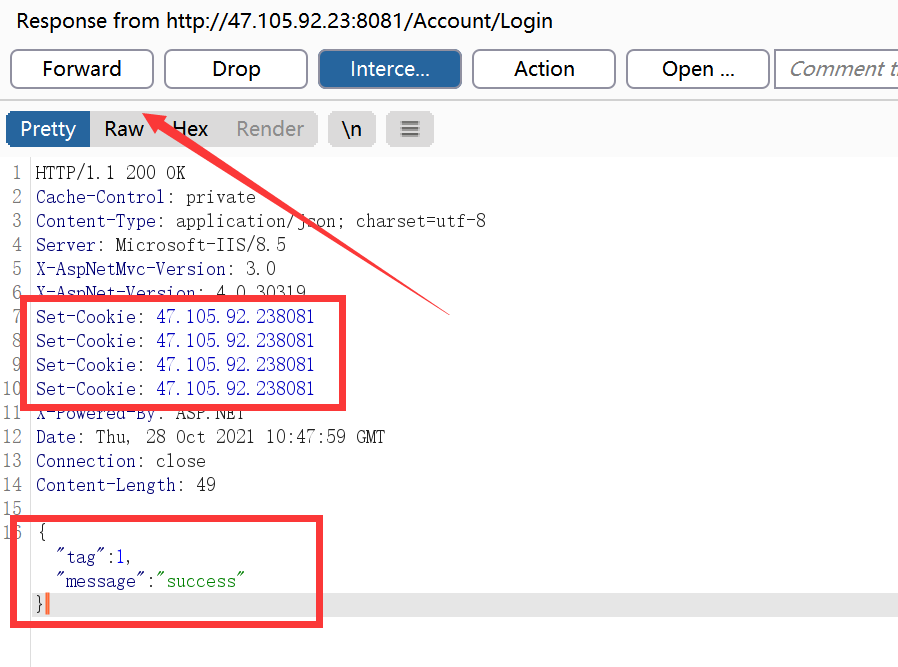 Response from http://47.105.92.23:8081/Account/Login
Forward Drop Interce... Action Open ... Comment t
Pretty Raw Hex Render \n ≡
1 HTTP/1.1 200 OK
2 Cache-Control: private
3 Content-Type: application/json; charset=utf-8
4 Server: Microsoft-IIS/8.5
5 X-AspNetMvc-Version: 3.0
6 X-AspNet-Version: 4.0.30319
7 Set-Cookie: 47.105.92.238081
8 Set-Cookie: 47.105.92.238081
9 Set-Cookie: 47.105.92.238081
10 Set-Cookie: 47.105.92.238081
11 X-Powered-By: ASP.NET
12 Date: Thu, 28 Oct 2021 10:47:59 GMT
13 Connection: close
14 Content-Length: 49
15
16 {
"tag":1,
"message":"success"
}